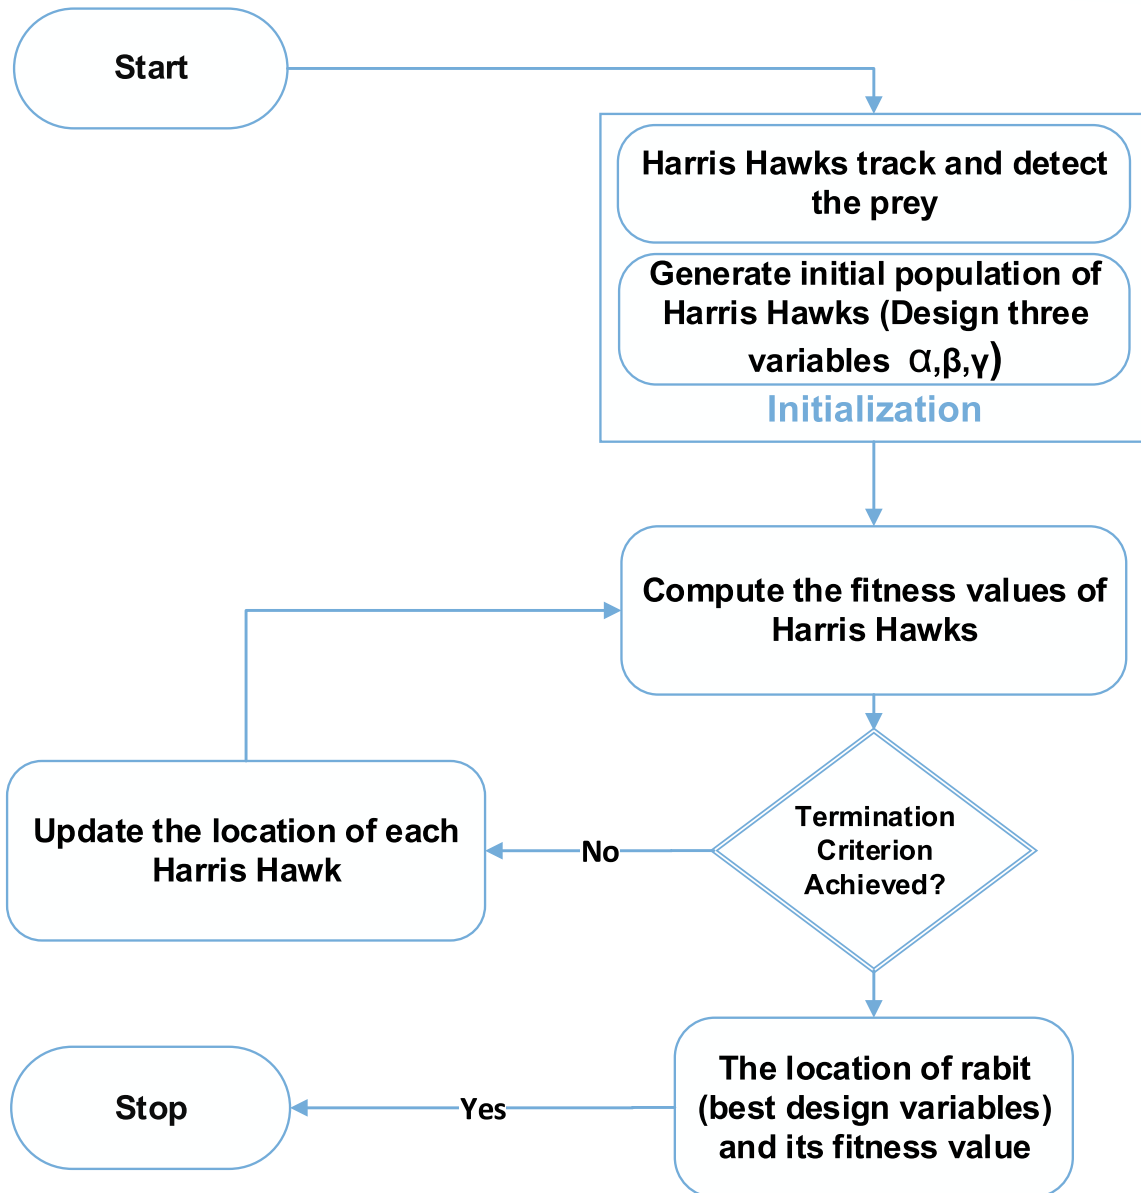 Start
Harris Hawks track and detect
the prey
Generate initial population of
Harris Hawks (Design three
variables α,β,γ)
Initialization
Compute the fitness values of
Harris Hawks
Termination
Criterion
Achieved?
No
Update the location of each
Harris Hawk
The location of rabit
(best design variables)
and its fitness value
Yes
Stop